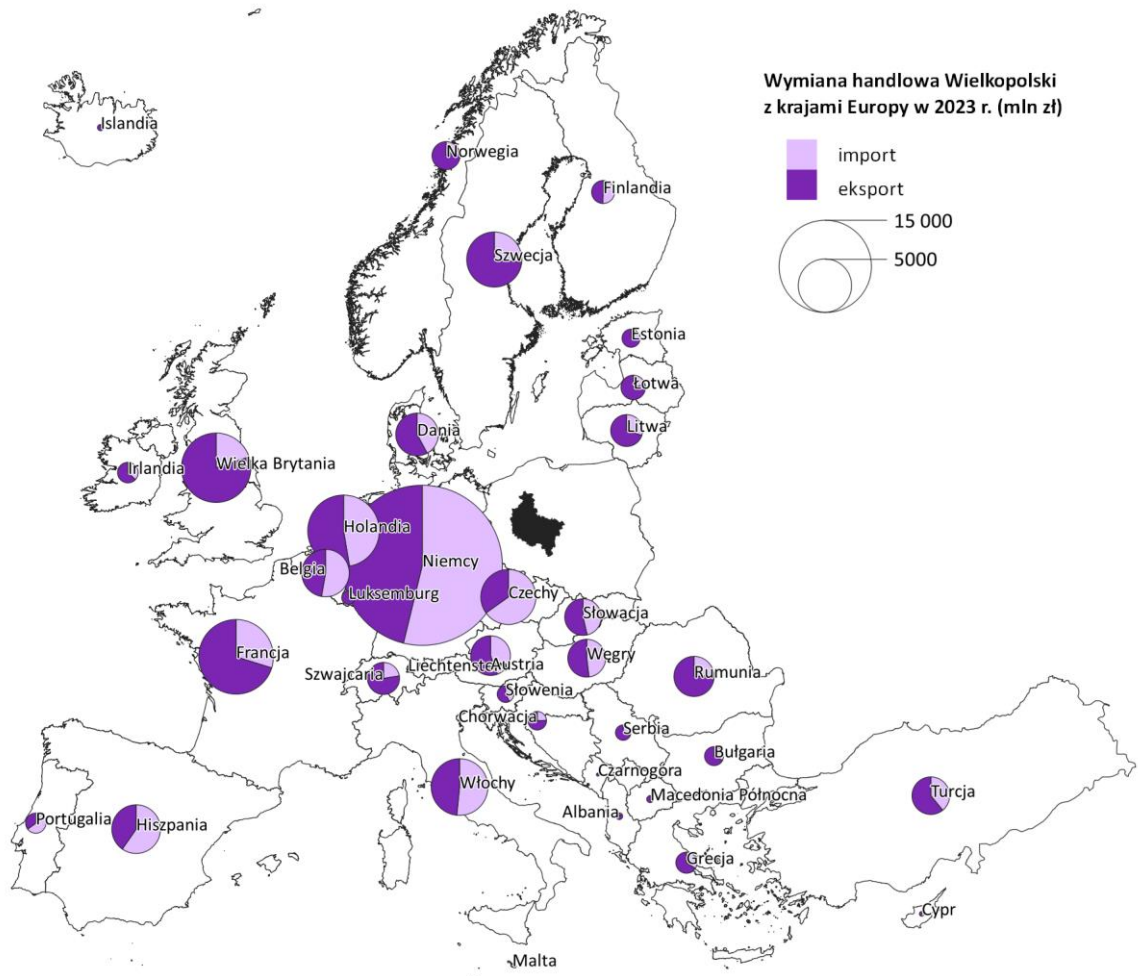 Wymiana handlowa Wielkopolski
z krajami Europy w 2023 r. (mln zł)
import
eksport
15 000
5000
Islandia
Norwegia
Finlandia
Szwecja
Estonia
Łotwa
Litwa
Dania
Irlandia
Wielka Brytania
Holandia
Niemcy
Belgia
Luksemburg
Czechy
Słowacja
Francja
Szwajcaria
Austria
Węgry
Rumunia
Słowenia
Chorwacja
Serbia
Bułgaria
Czarnogóra
Włochy
Macedonia Północna
Turcja
Albania
Portugalia
Hiszpania
Grecja
Cypr
Malta